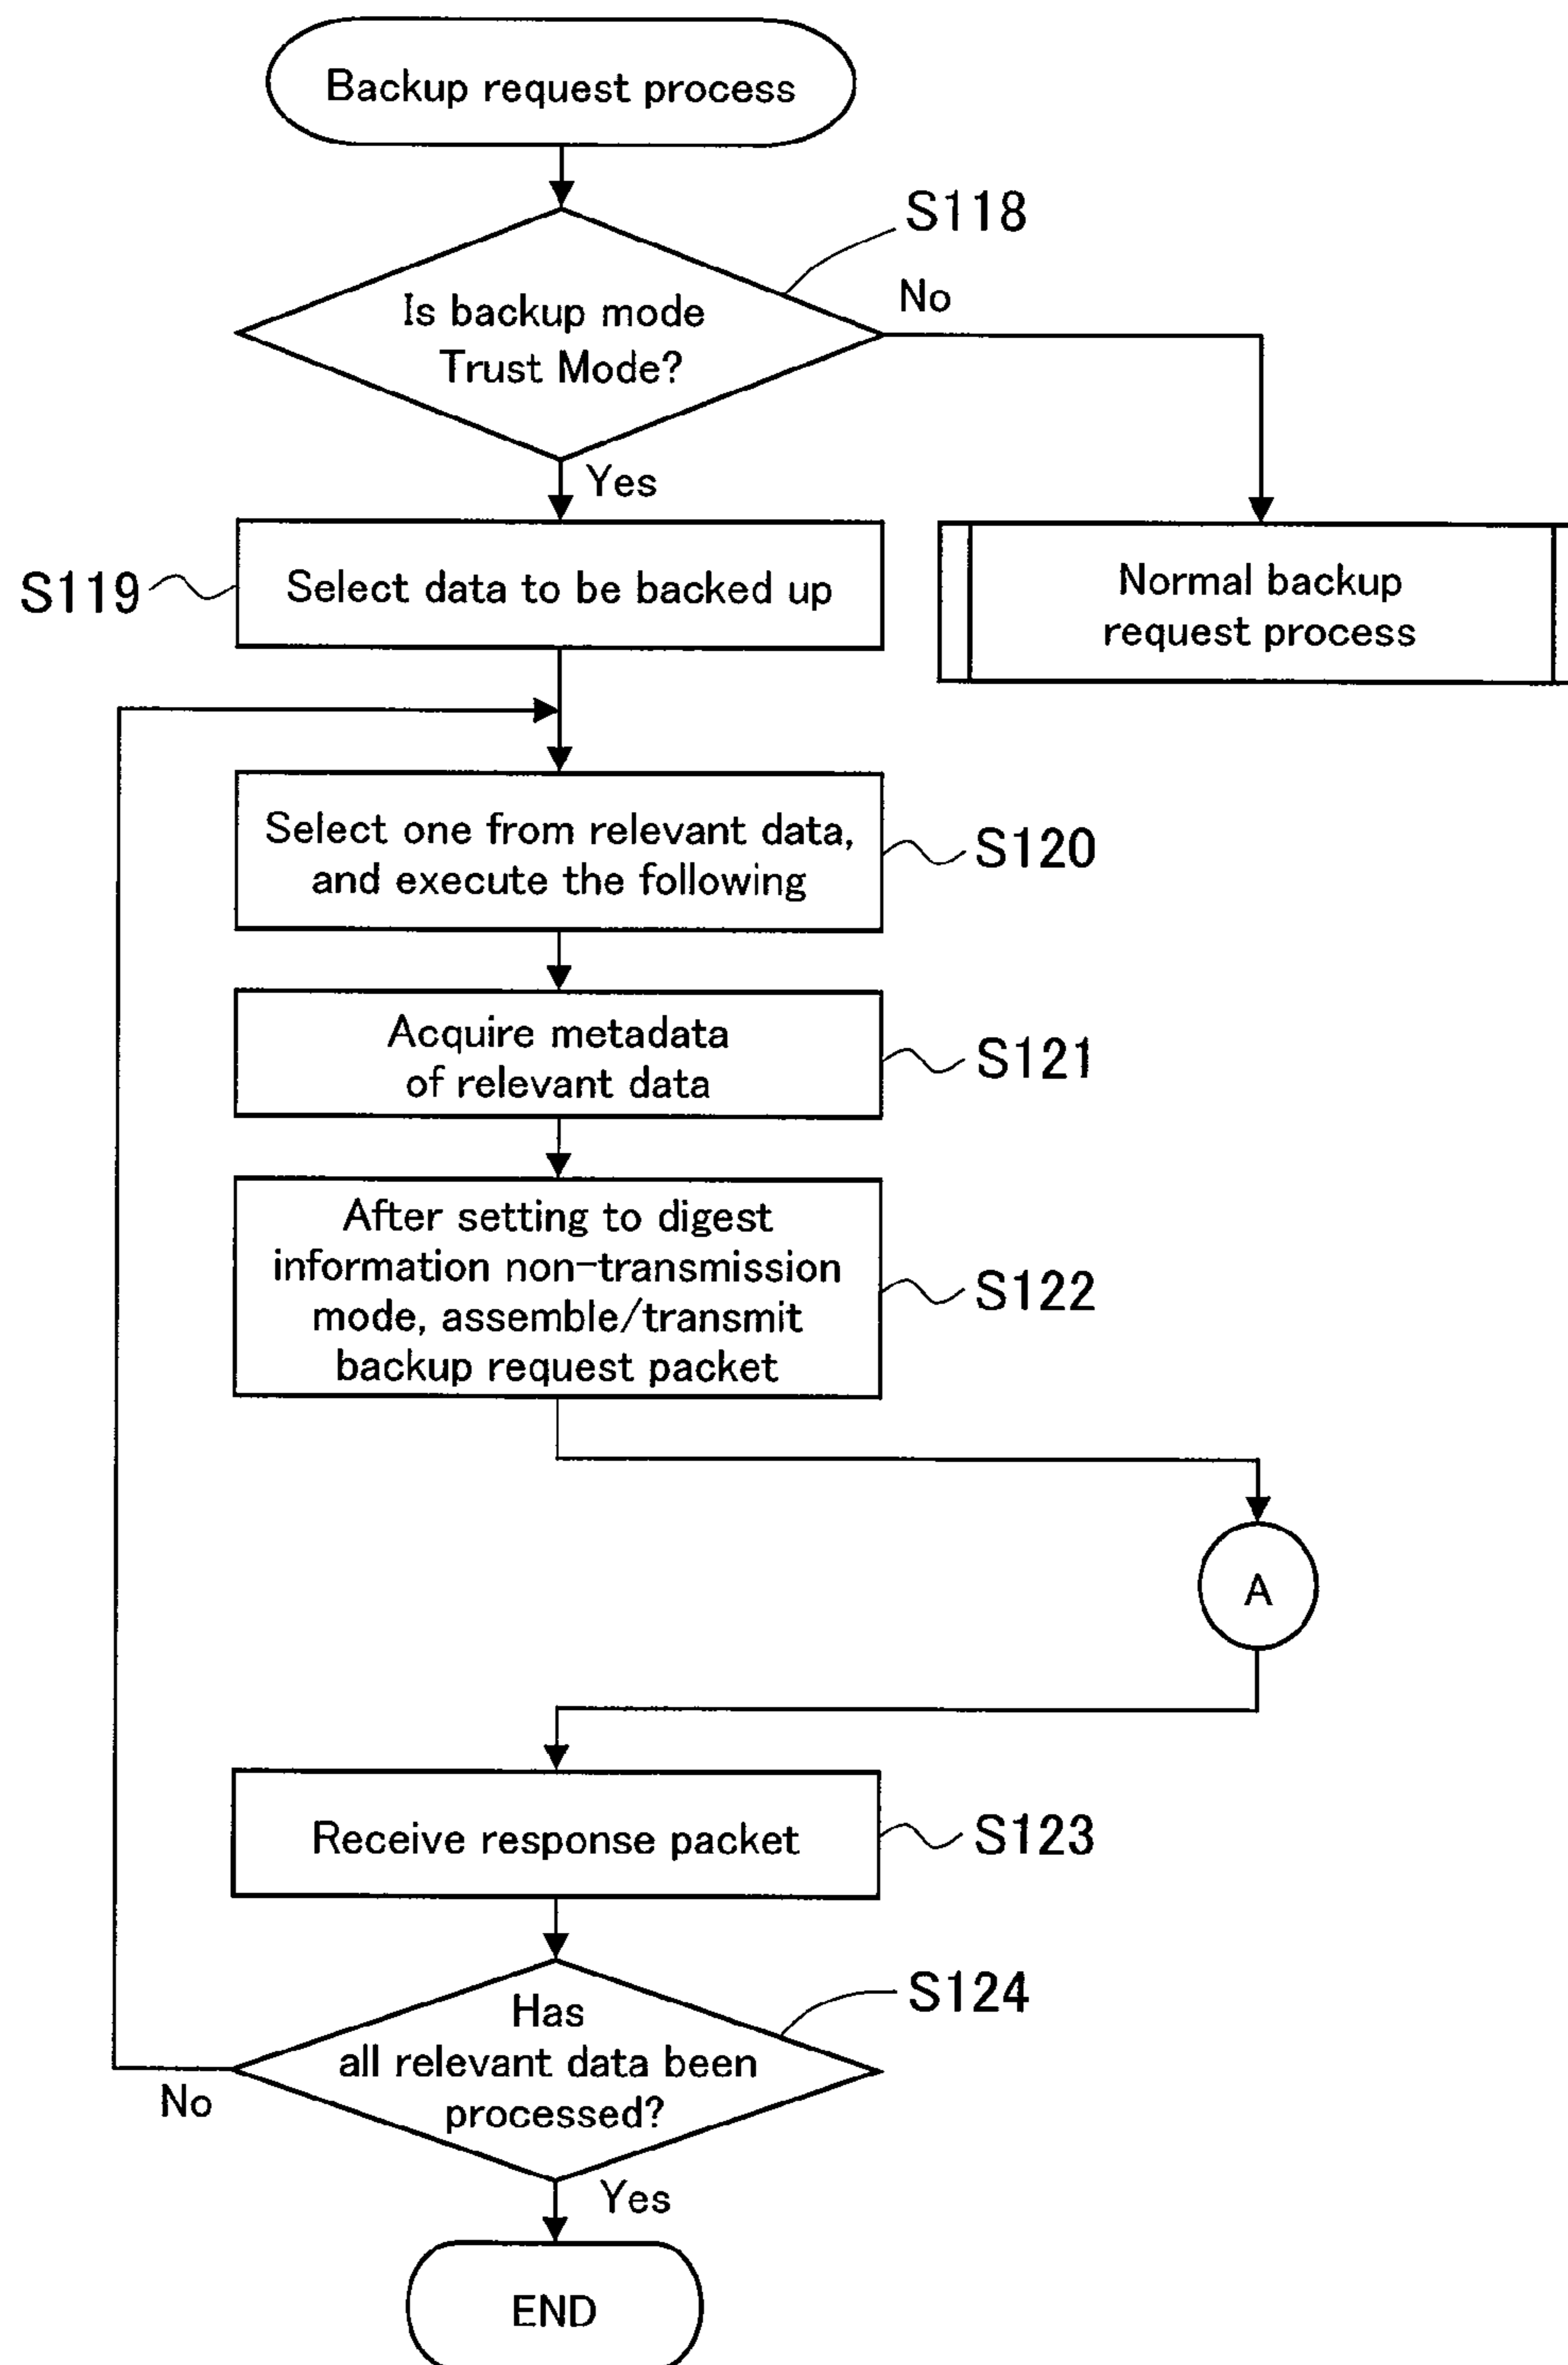 Backup request process
S118
Is backup mode
Trust Mode?
No
Yes
S119
Select data to be backed up
Normal backup
request process
Select one from relevant data,
and execute the following
S120
Acquire metadata
of relevant data
S121
After setting to digest
information non-transmission
mode, assemble/transmit
backup request packet
S122
A
Receive response packet
S123
Has
all relevant data been
processed?
S124
No
Yes
END